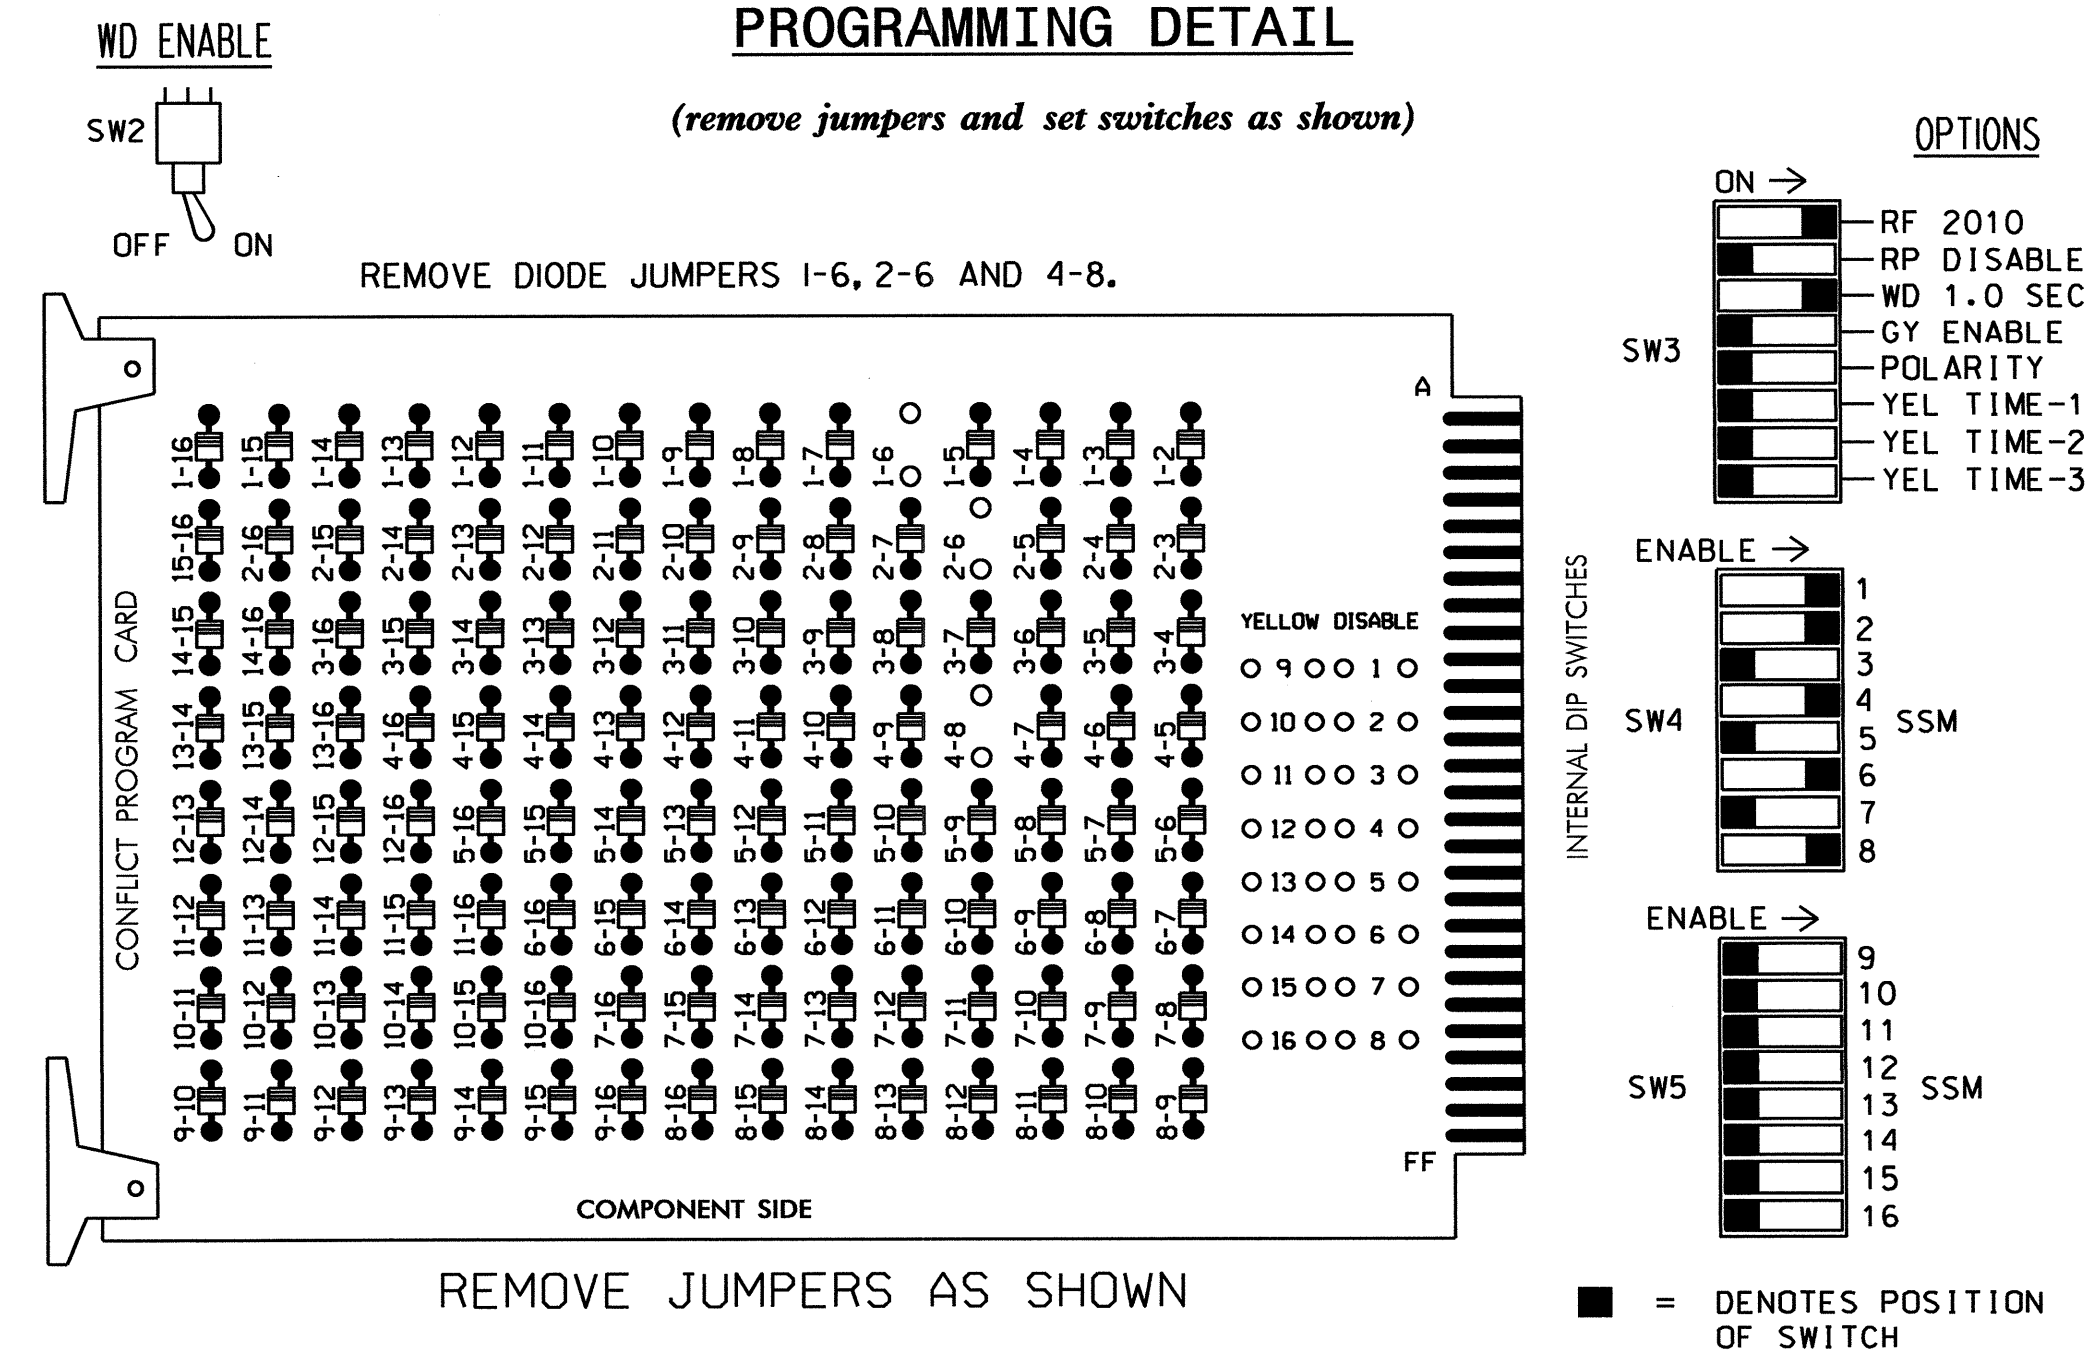 PROGRAMMING DETAIL
(remove jumpers and set switches as shown)
WD ENABLE
SW2
OFF ON
REMOVE DIODE JUMPERS 1-6, 2-6 AND 4-8.
CONFLICT PROGRAM CARD
A
1-16 1-15 1-14 1-13 1-12 1-11 1-10 1-9 1-8 1-7 1-6 1-5 1-4 1-3 1-2
15-16 2-16 2-15 2-14 2-13 2-12 2-11 2-10 2-9 2-8 2-7 2-6 2-5 2-4 2-3
14-15 14-16 3-16 3-15 3-14 3-13 3-12 3-11 3-10 3-9 3-8 3-7 3-6 3-5 3-4
13-14 13-15 13-16 4-16 4-15 4-14 4-13 4-12 4-11 4-10 4-9 4-8 4-7 4-6 4-5
12-13 12-14 12-15 12-16 5-16 5-15 5-14 5-13 5-12 5-11 5-10 5-9 5-8 5-7 5-6
11-12 11-13 11-14 11-15 11-16 6-16 6-15 6-14 6-13 6-12 6-11 6-10 6-9 6-8 6-7
10-11 10-12 10-13 10-14 10-15 10-16 7-16 7-15 7-14 7-13 7-12 7-11 7-10 7-9 7-8
9-10 9-11 9-12 9-13 9-14 9-15 9-16 8-16 8-15 8-14 8-13 8-12 8-11 8-10 8-9
YELLOW DISABLE
9 1
10 2
11 3
12 4
13 5
14 6
15 7
16 8
FF
COMPONENT SIDE
REMOVE JUMPERS AS SHOWN
INTERNAL DIP SWITCHES
OPTIONS
ON →
SW3
RF 2010
RP DISABLE
WD 1.0 SEC
GY ENABLE
POLARITY
YEL TIME-1
YEL TIME-2
YEL TIME-3
ENABLE →
SW4
1
2
3
4
5
6
7
8
SSM
ENABLE →
SW5
9
10
11
12
13
14
15
16
SSM
= DENOTES POSITION
OF SWITCH